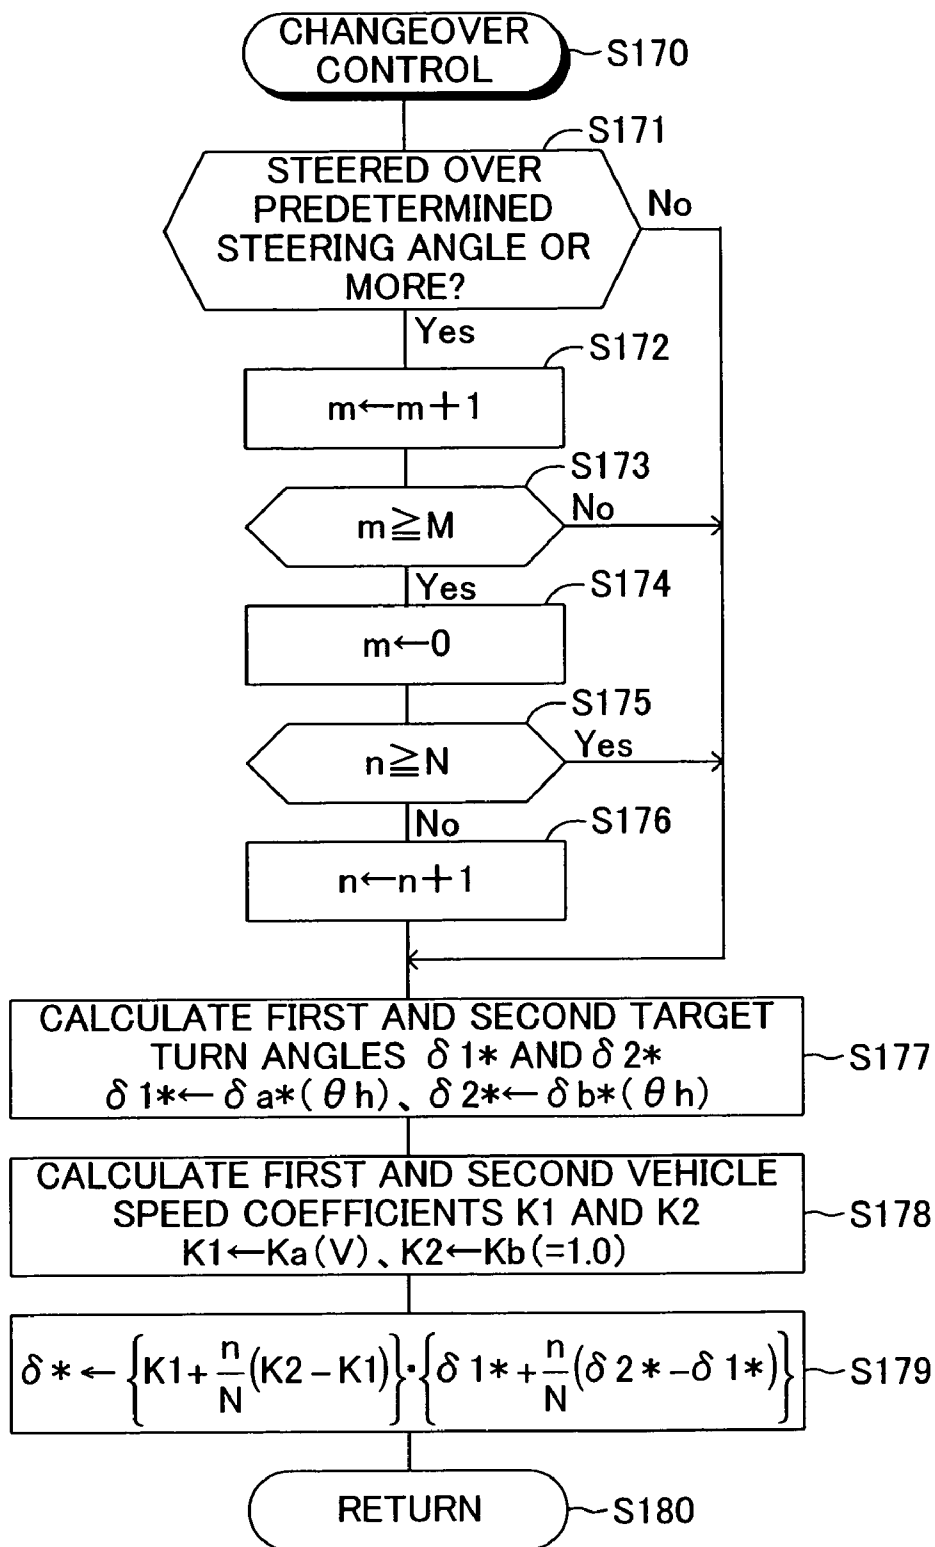 CHANGEOVER
CONTROL
S170
S171
STEERED OVER
PREDETERMINED
STEERING ANGLE OR
MORE?
No
Yes
S172
m←m+1
S173
m≧M
No
Yes
S174
m←0
S175
n≧N
Yes
No
S176
n←n+1
CALCULATE FIRST AND SECOND TARGET
TURN ANGLES δ1* AND δ2*
δ1*←δa*(θh)、δ2*←δb*(θh)
S177
CALCULATE FIRST AND SECOND VEHICLE
SPEED COEFFICIENTS K1 AND K2
K1←Ka(V)、K2←Kb(=1.0)
S178
δ*←{K1+n/N(K2-K1)}·{δ1*+n/N(δ2*-δ1*)}
S179
RETURN
S180